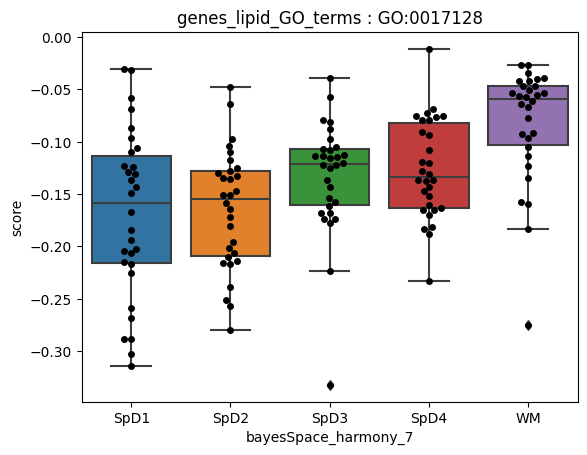 genes_lipid_GO_terms : GO:0017128
0.00
−0.05
−0.10
−0.15
−0.20
−0.25
−0.30
score
SpD1 SpD2 SpD3 SpD4 WM
bayesSpace_harmony_7